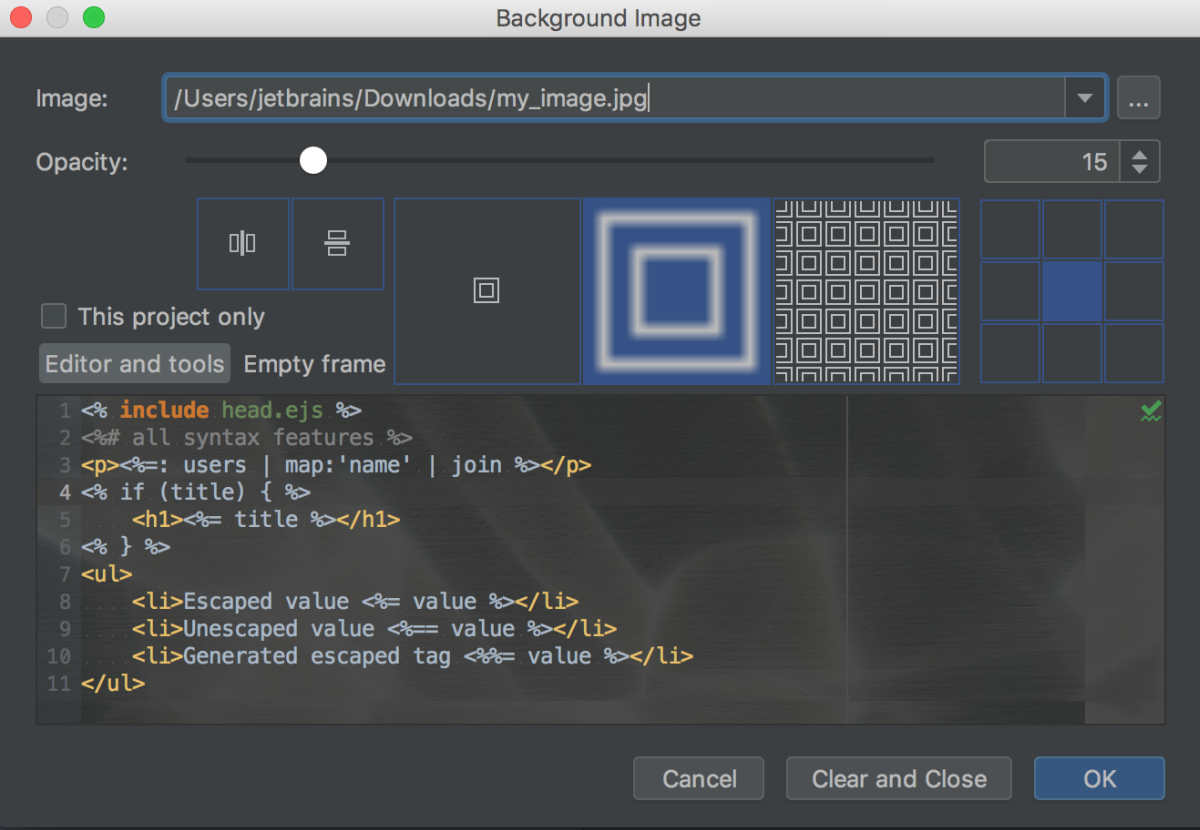 Background Image
Image: /Users/jetbrains/Downloads/my_image.jpg ...
Opacity: 15
This project only
Editor and tools Empty frame
1 <% include head.ejs %>
2 <%# all syntax features %>
3 <p><%=: users | map:'name' | join %></p>
4 <% if (title) { %>
5     <h1><%= title %></h1>
6 <% } %>
7 <ul>
8     <li>Escaped value <%= value %></li>
9     <li>Unescaped value <%== value %></li>
10     <li>Generated escaped tag <%%= value %></li>
11 </ul>
Cancel Clear and Close OK